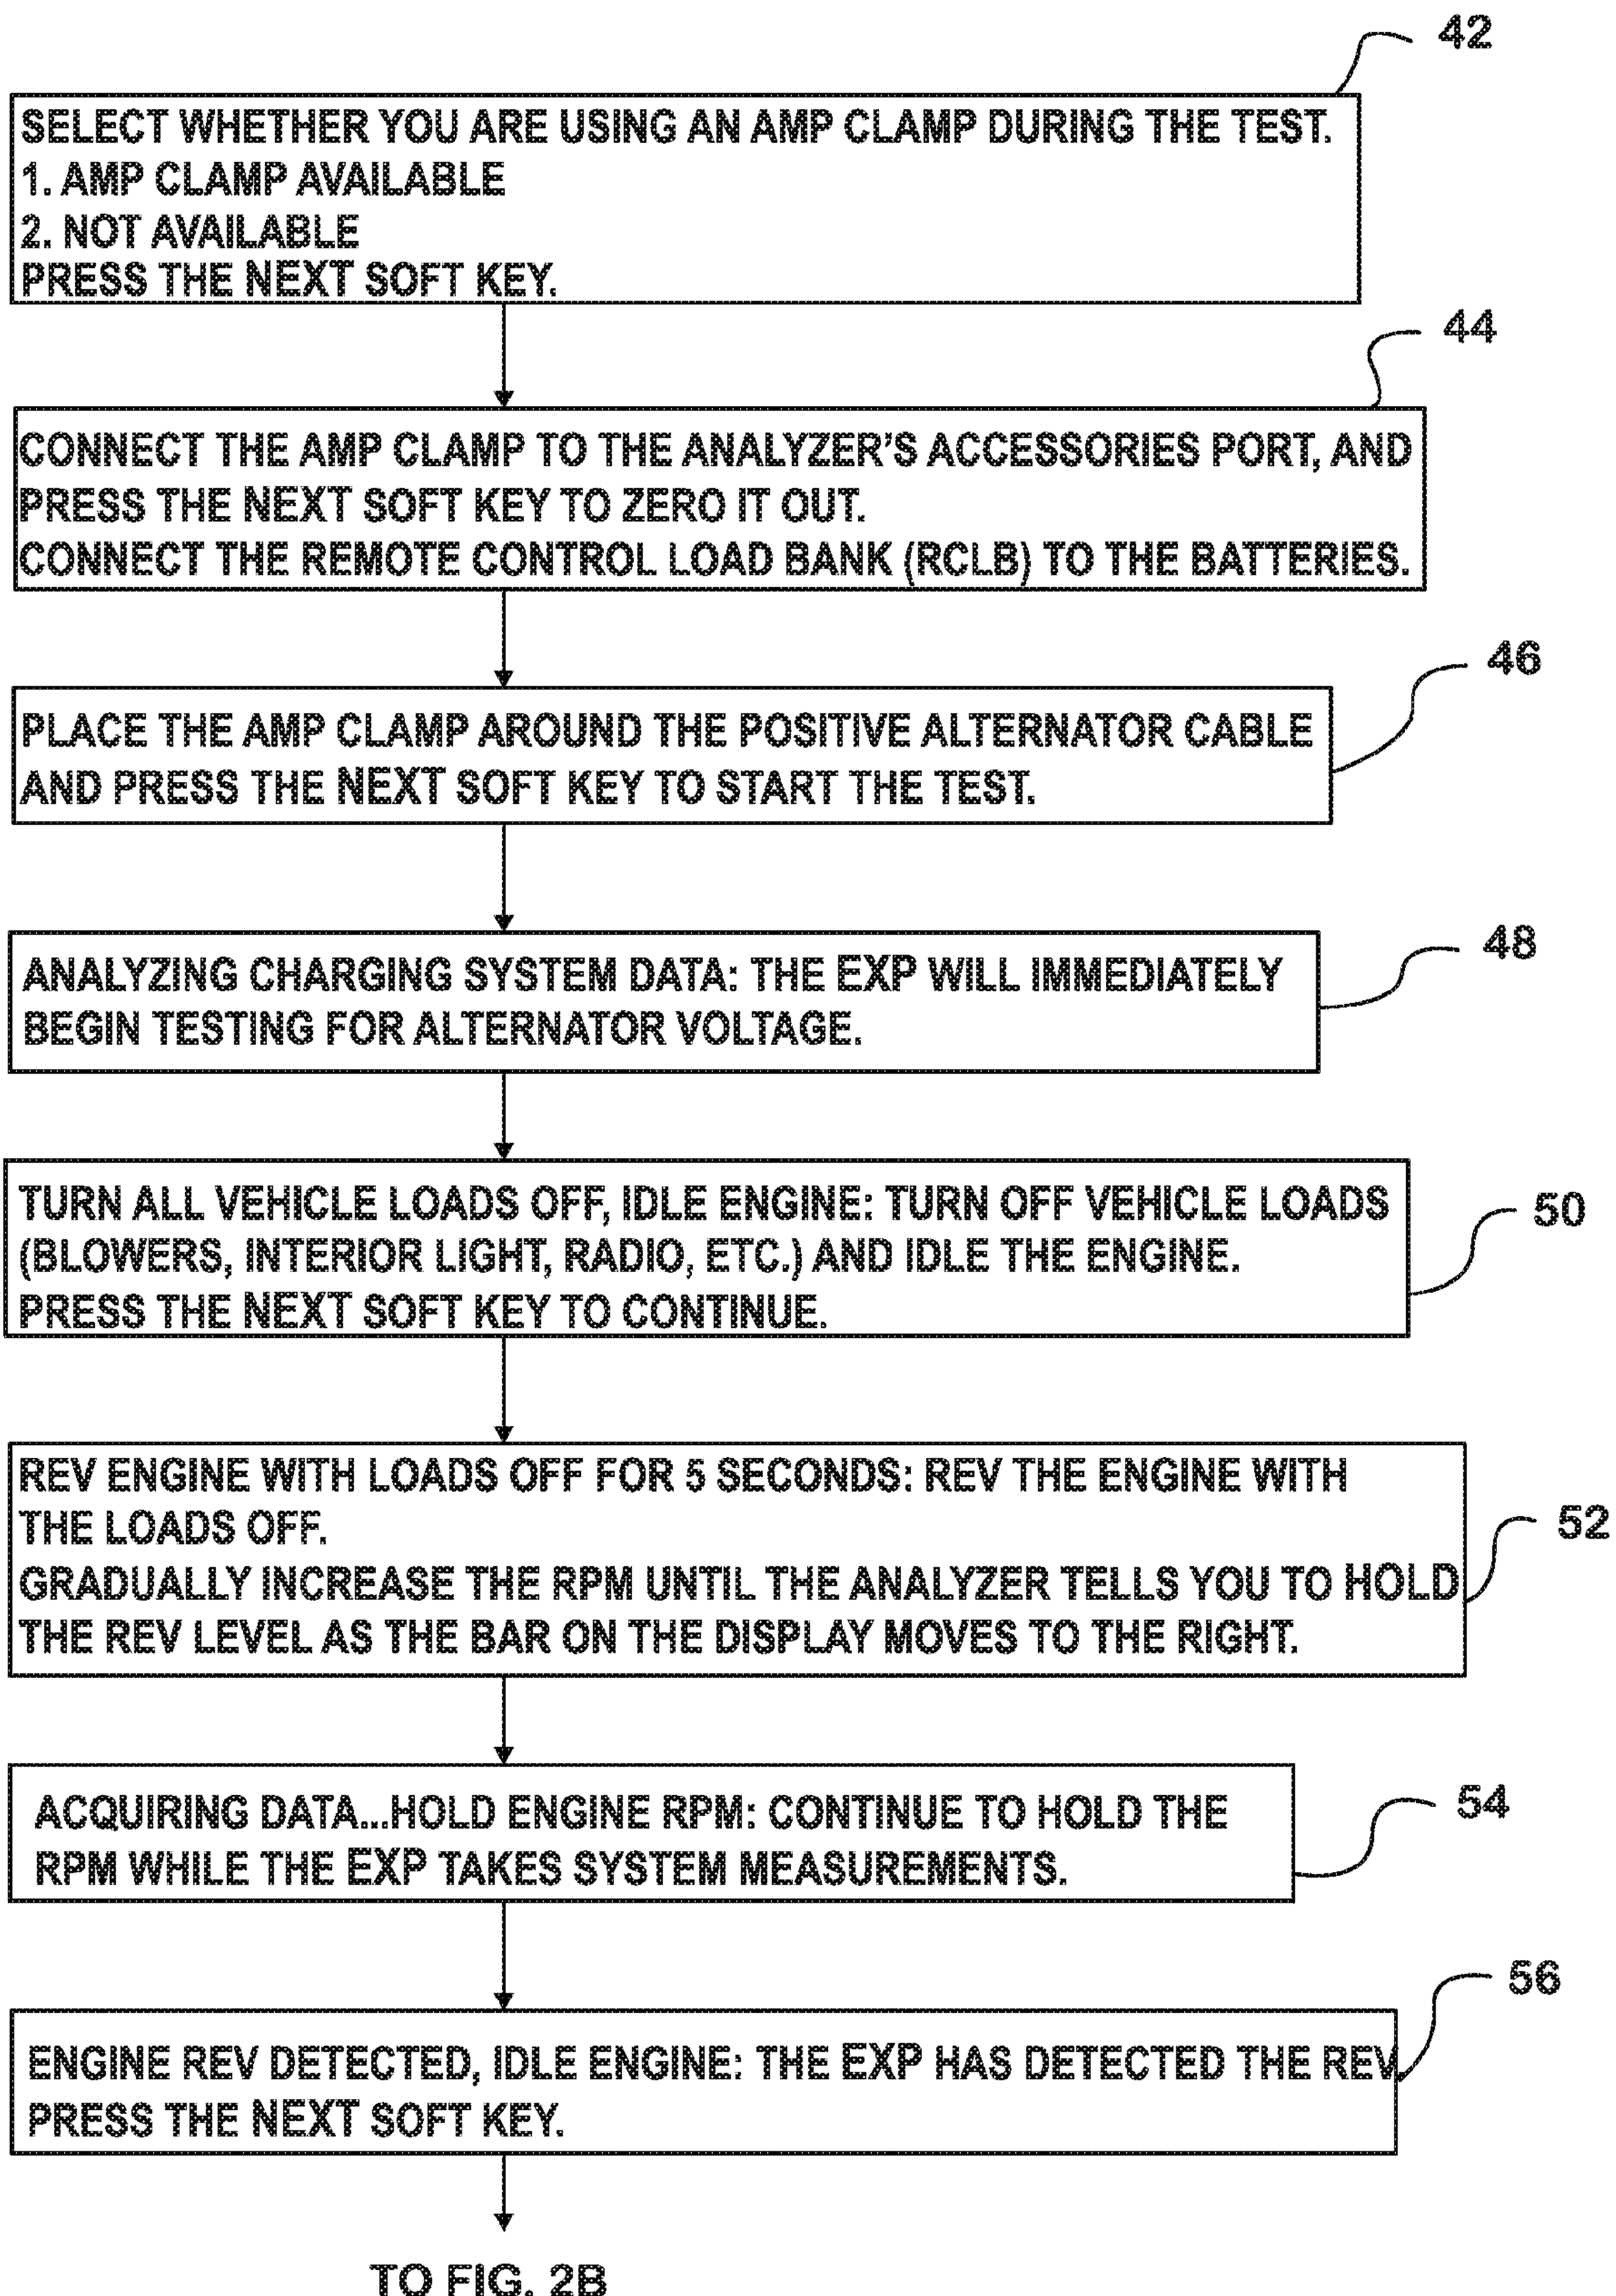 42
SELECT WHETHER YOU ARE USING AN AMP CLAMP DURING THE TEST.
1. AMP CLAMP AVAILABLE
2. NOT AVAILABLE
PRESS THE NEXT SOFT KEY.
44
CONNECT THE AMP CLAMP TO THE ANALYZER'S ACCESSORIES PORT, AND
PRESS THE NEXT SOFT KEY TO ZERO IT OUT.
CONNECT THE REMOTE CONTROL LOAD BANK (RCLB) TO THE BATTERIES.
46
PLACE THE AMP CLAMP AROUND THE POSITIVE ALTERNATOR CABLE
AND PRESS THE NEXT SOFT KEY TO START THE TEST.
48
ANALYZING CHARGING SYSTEM DATA: THE EXP WILL IMMEDIATELY
BEGIN TESTING FOR ALTERNATOR VOLTAGE.
50
TURN ALL VEHICLE LOADS OFF, IDLE ENGINE: TURN OFF VEHICLE LOADS
(BLOWERS, INTERIOR LIGHT, RADIO, ETC.) AND IDLE THE ENGINE.
PRESS THE NEXT SOFT KEY TO CONTINUE.
52
REV ENGINE WITH LOADS OFF FOR 5 SECONDS: REV THE ENGINE WITH
THE LOADS OFF.
GRADUALLY INCREASE THE RPM UNTIL THE ANALYZER TELLS YOU TO HOLD
THE REV LEVEL AS THE BAR ON THE DISPLAY MOVES TO THE RIGHT.
54
ACQUIRING DATA...HOLD ENGINE RPM: CONTINUE TO HOLD THE
RPM WHILE THE EXP TAKES SYSTEM MEASUREMENTS.
56
ENGINE REV DETECTED, IDLE ENGINE: THE EXP HAS DETECTED THE REV
PRESS THE NEXT SOFT KEY.
TO FIG. 2B